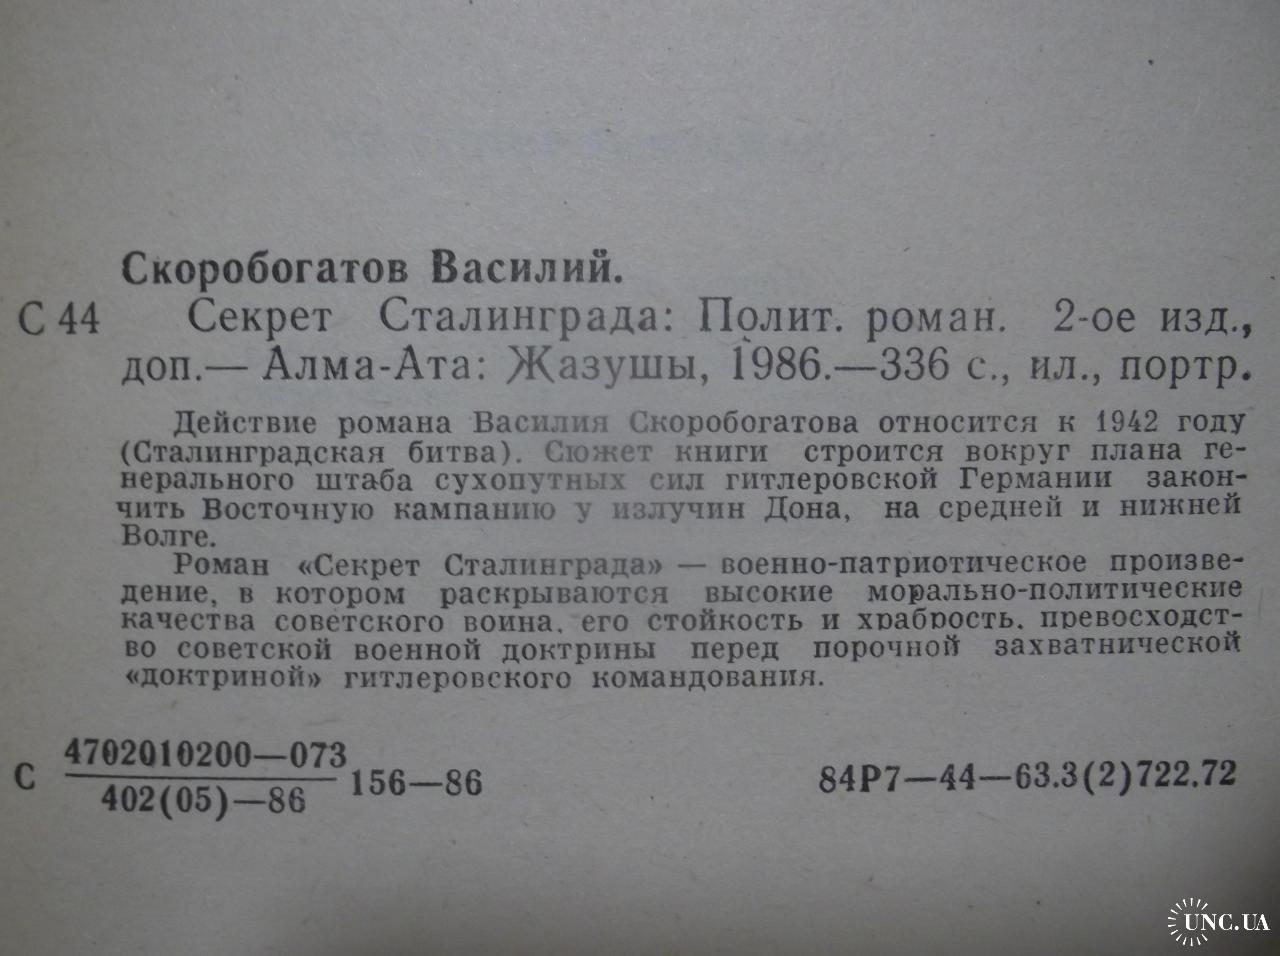 Скоробогатов Василий.
С 44 Секрет Сталинграда: Полит. роман. 2-ое изд.,
доп.— Алма-Ата: Жазушы, 1986.—336 с., ил., портр.
Действие романа Василия Скоробогатова относится к 1942 году
(Сталинградская битва). Сюжет книги строится вокруг плана ге-
нерального штаба сухопутных сил гитлеровской Германии закон-
чить Восточную кампанию у излучин Дона, на средней и нижней
Волге.
Роман «Секрет Сталинграда» — военно-патриотическое произве-
дение, в котором раскрываются высокие морально-политические
качества советского воина, его стойкость и храбрость, превосходст-
во советской военной доктрины перед порочной захватнической
«доктриной» гитлеровского командования.
4702010200—073
С 156—86 84Р7—44—63.3(2)722.72
402(05)—86
UNC.UA